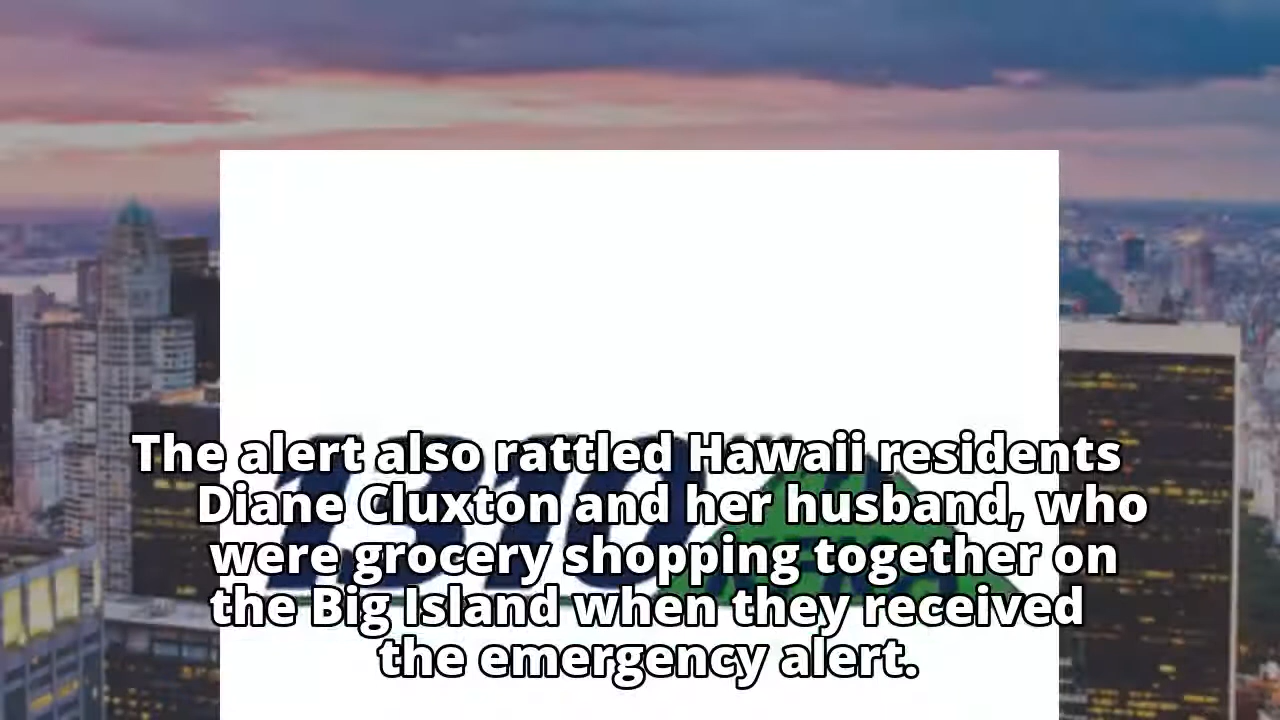 The alert also rattled Hawaii residents
Diane Cluxton and her husband, who
were grocery shopping together on
the Big Island when they received
the emergency alert.
1310